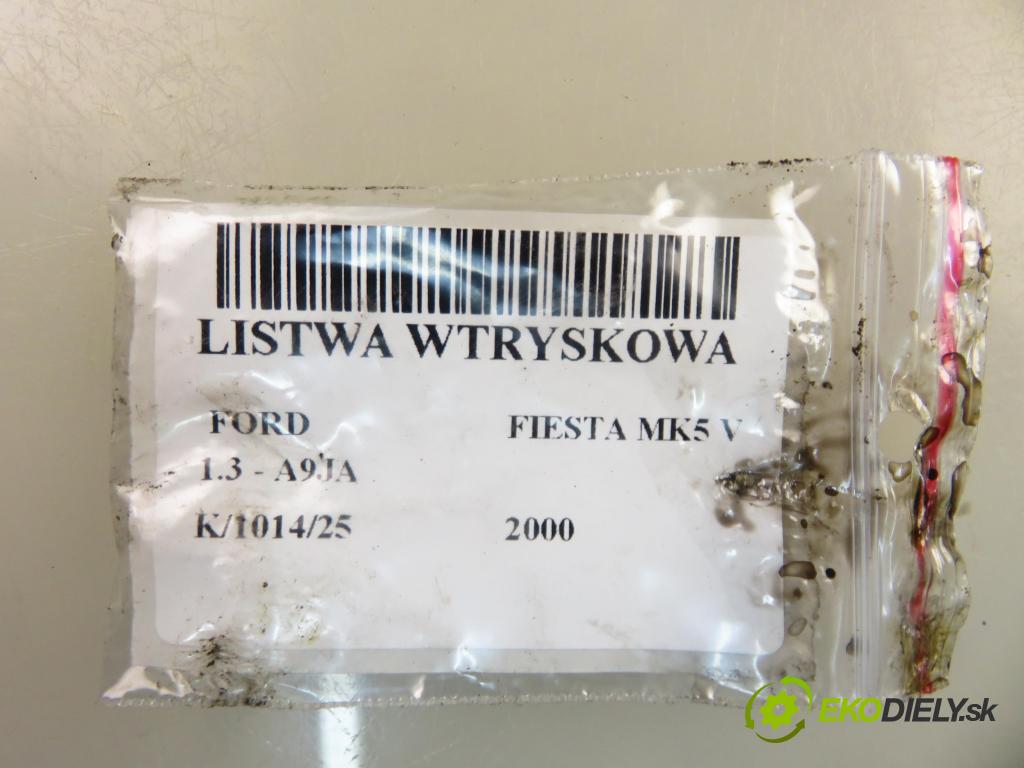 LISTWA WTRYSKOWA
FORD FIESTA MK5 V
1.3 - A9JA
K/1014/25 2000
EKODIELY.sk